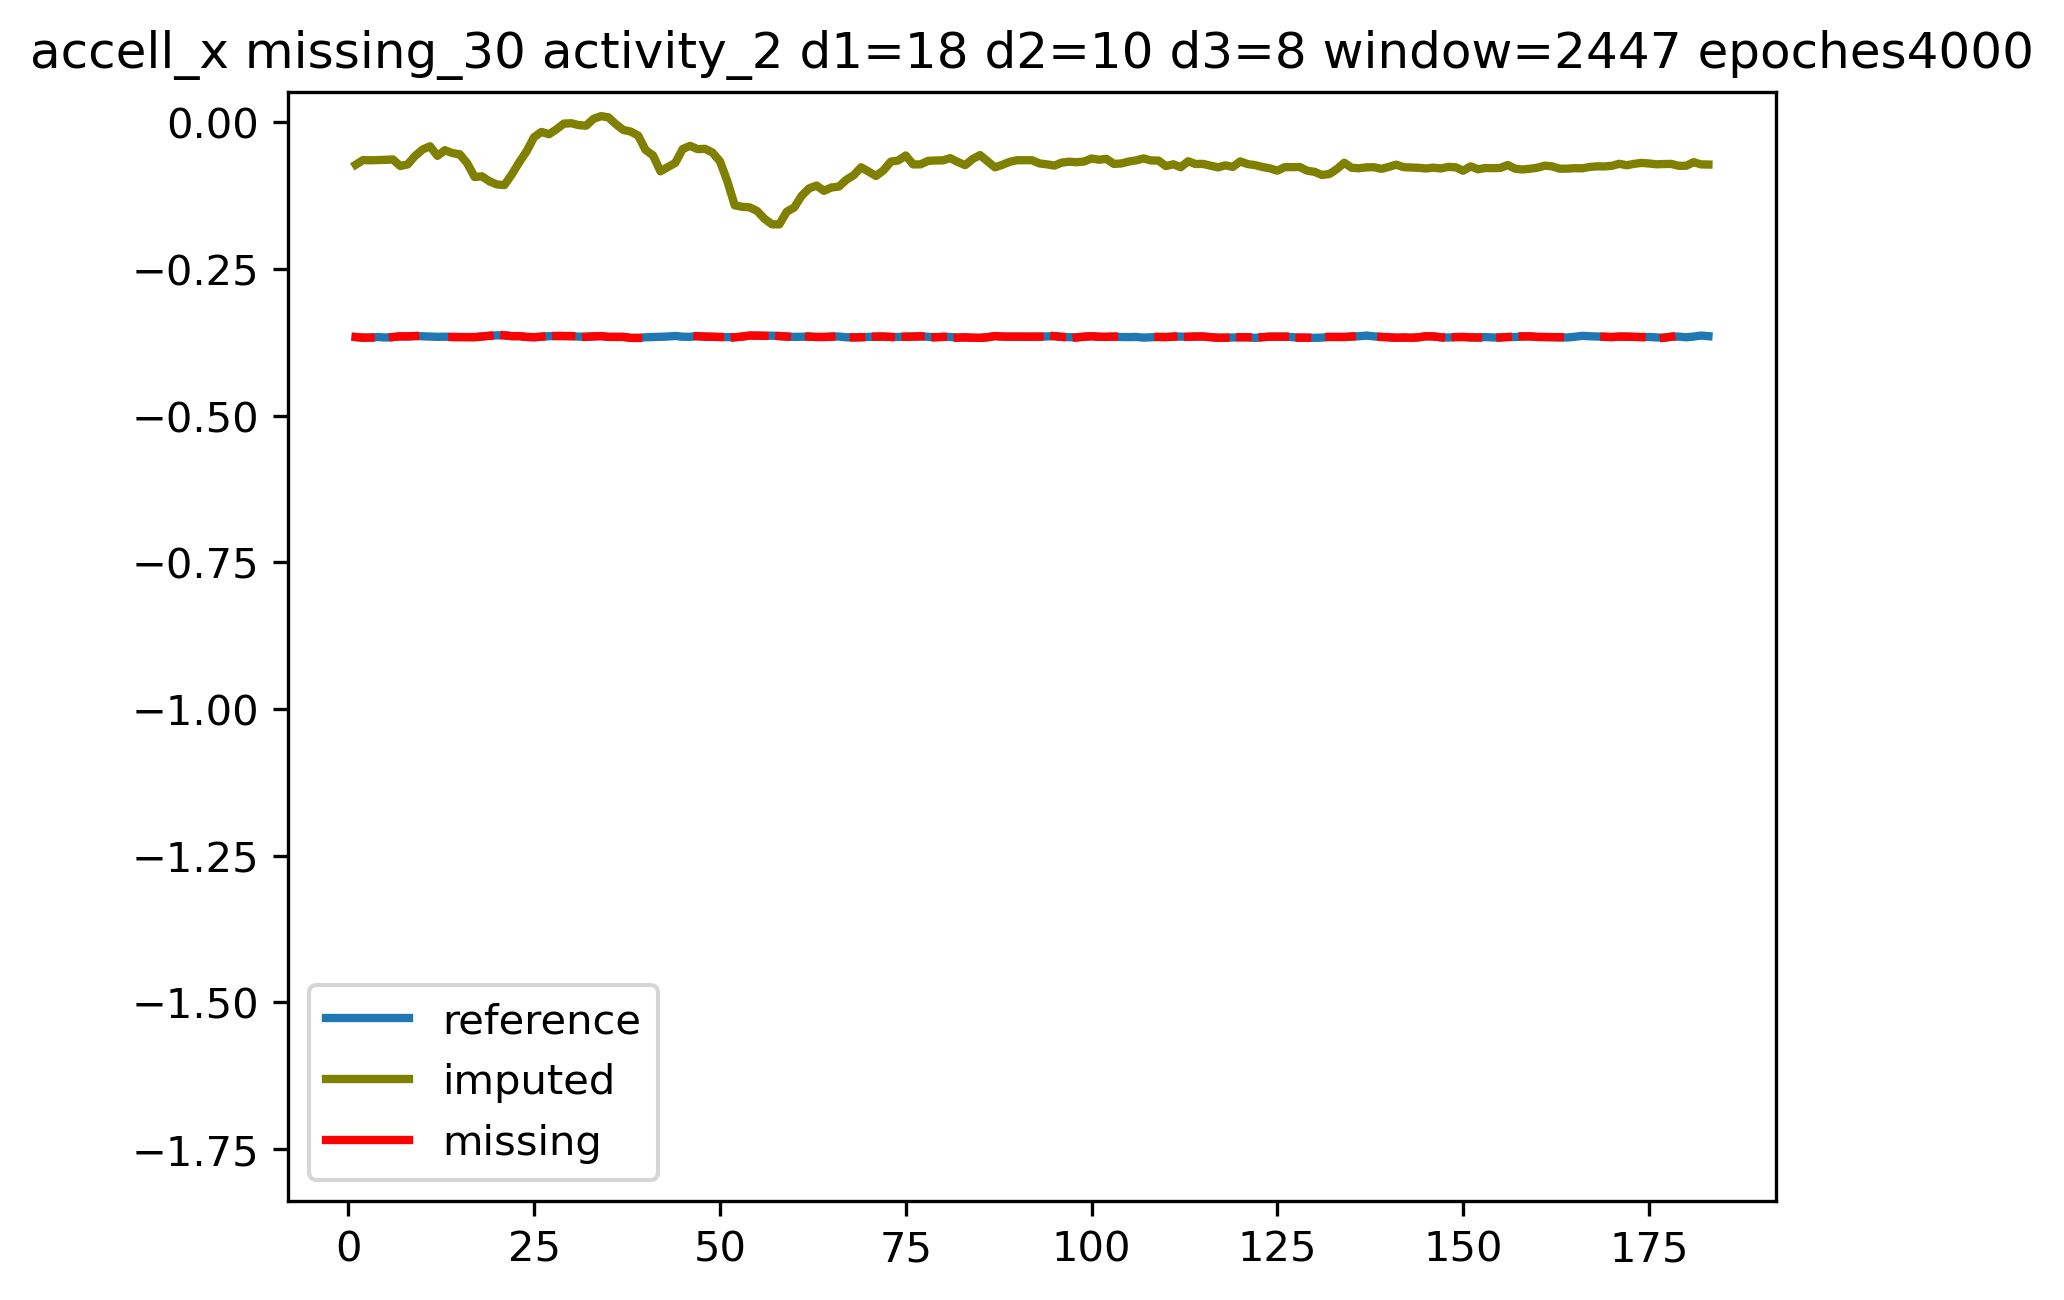 accell_x missing_30 activity_2 d1=18 d2=10 d3=8 window=2447 epoches4000
0.00
−0.25
−0.50
−0.75
−1.00
−1.25
−1.50
−1.75
reference
imputed
missing
0 25 50 75 100 125 150 175